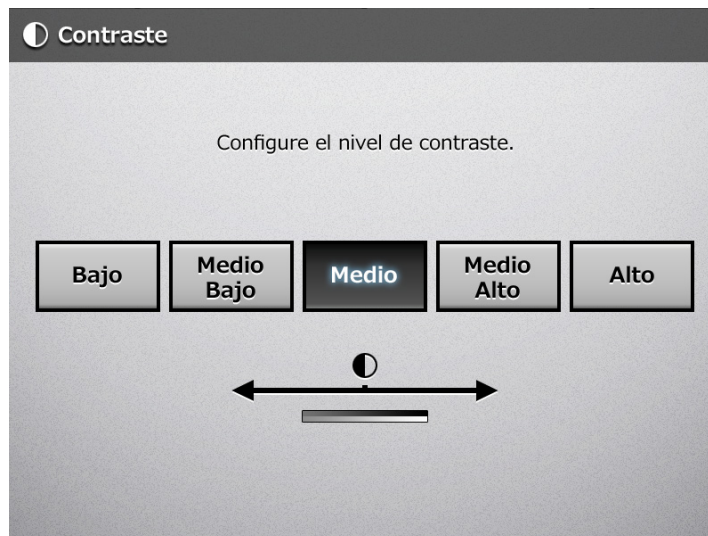 Contraste
Configure el nivel de contraste.
Bajo
Medio
Bajo
Medio
Medio
Alto
Alto